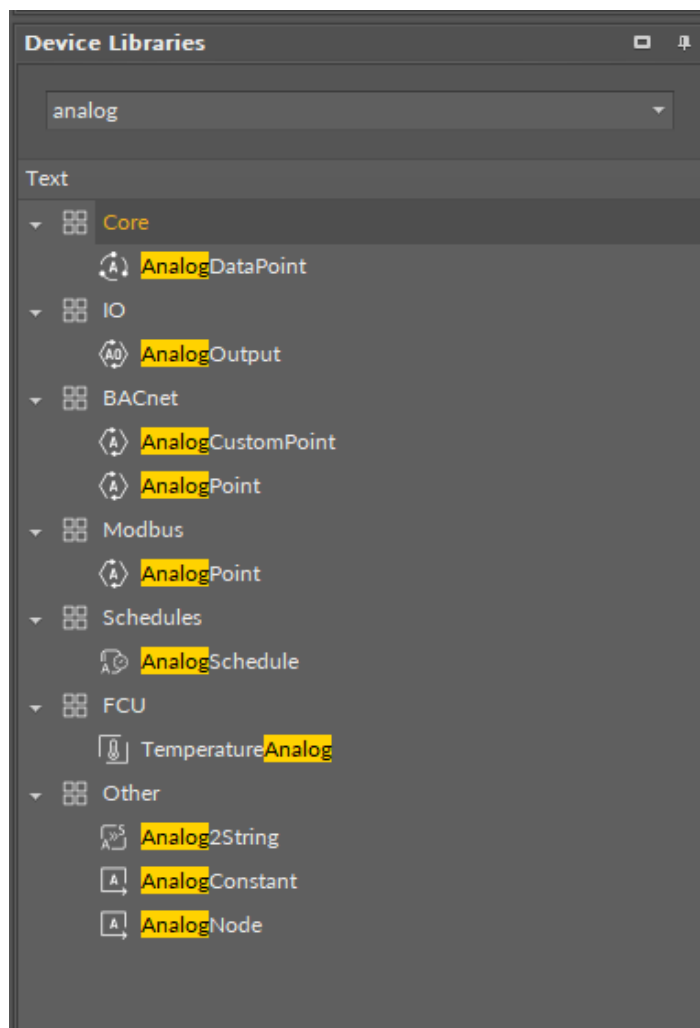 Device Libraries
analog
Text
Core
AnalogDataPoint
IO
AnalogOutput
BACnet
AnalogCustomPoint
AnalogPoint
Modbus
AnalogPoint
Schedules
AnalogSchedule
FCU
TemperatureAnalog
Other
Analog2String
AnalogConstant
AnalogNode